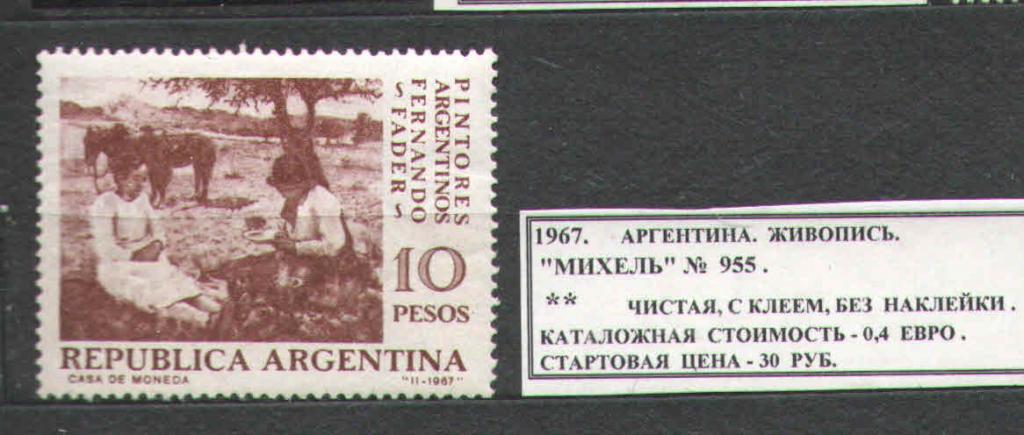 PINTORES
ARGENTINOS
FERNANDO
S FADER S
10
PESOS
REPUBLICA ARGENTINA
CASA DE MONEDA "11-1967"
1967. АРГЕНТИНА. ЖИВОПИСЬ.
"МИХЕЛЬ" № 955.
** ЧИСТАЯ, С КЛЕЕМ, БЕЗ НАКЛЕЙКИ.
КАТАЛОЖНАЯ СТОИМОСТЬ - 0,4 ЕВРО.
СТАРТОВАЯ ЦЕНА - 30 РУБ.